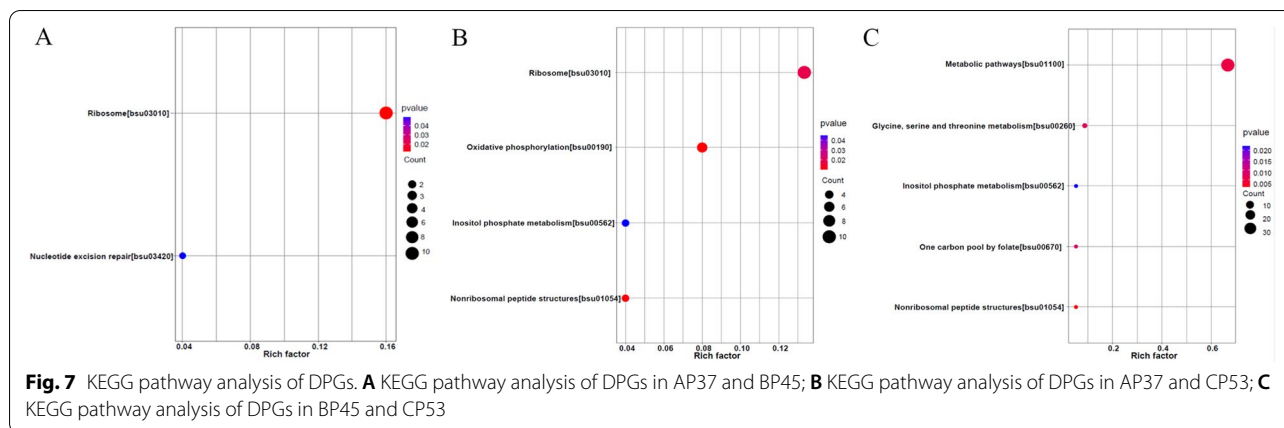 A
Ribosome[bsu03010]
Nucleotide excision repair[bsu03420]
0.04 0.08 0.12 0.16
Rich factor
pvalue
0.04
0.03
0.02
Count
2
3
4
6
8
10
B
Ribosome[bsu03010]
Oxidative phosphorylation[bsu00190]
Inositol phosphate metabolism[bsu00562]
Nonribosomal peptide structures[bsu01054]
0.04 0.06 0.08 0.10 0.12
Rich factor
pvalue
0.04
0.03
0.02
Count
4
6
8
10
C
Metabolic pathways[bsu01100]
Glycine, serine and threonine metabolism[bsu00260]
Inositol phosphate metabolism[bsu00562]
One carbon pool by folate[bsu00670]
Nonribosomal peptide structures[bsu01054]
0.2 0.4 0.6
Rich factor
pvalue
0.020
0.015
0.010
0.005
Count
10
20
30
Fig. 7 KEGG pathway analysis of DPGs. A KEGG pathway analysis of DPGs in AP37 and BP45; B KEGG pathway analysis of DPGs in AP37 and CP53; C
KEGG pathway analysis of DPGs in BP45 and CP53